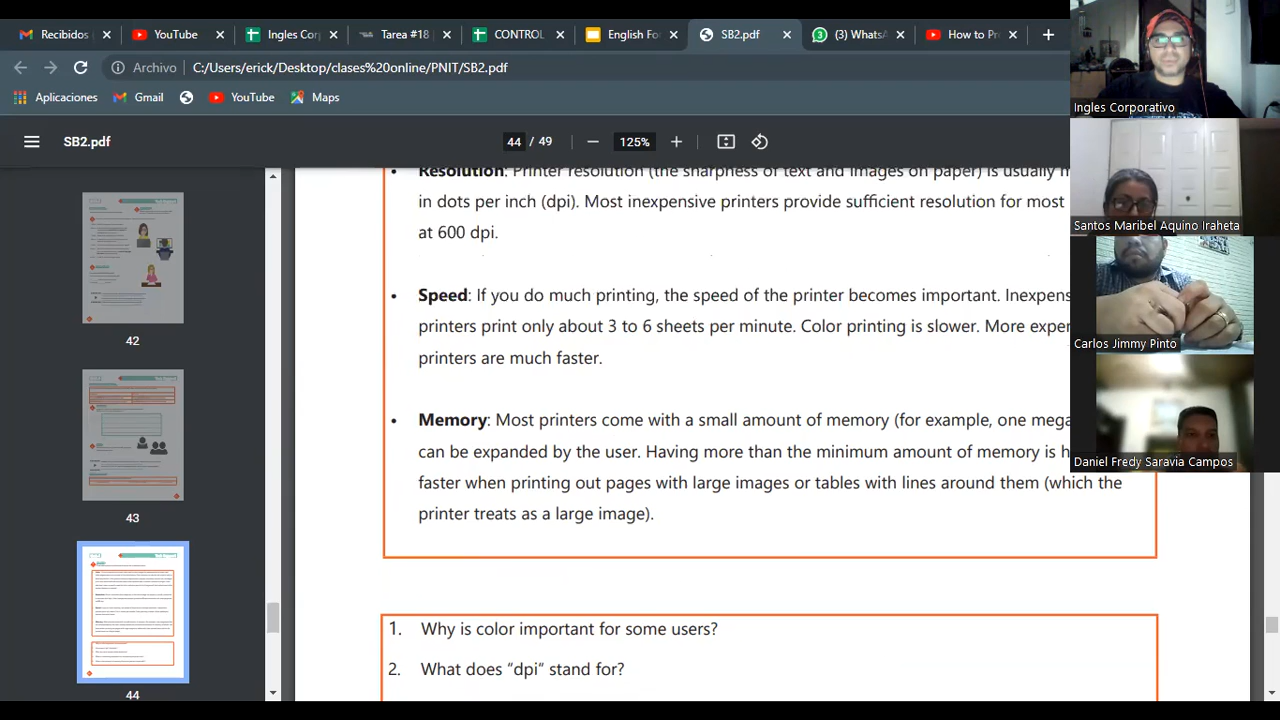 Recibidos
YouTube
Ingles Cor
Tarea #18
CONTROL
English Fo
SB2.pdf
(3) Whats
How to Pr
Archivo
C:/Users/erick/Desktop/clases%20online/PNIT/SB2.pdf
Aplicaciones
Gmail
YouTube
Maps
SB2.pdf
44 / 49
125%
Ingles Corporativo
Santos Maribel Aquino Iraheta
Carlos Jimmy Pinto
Daniel Fredy Saravia Campos
42
43
44
• Resolution: Printer resolution (the sharpness of text and images on paper) is usually
in dots per inch (dpi). Most inexpensive printers provide sufficient resolution for most
at 600 dpi.
• Speed: If you do much printing, the speed of the printer becomes important. Inexpens
printers print only about 3 to 6 sheets per minute. Color printing is slower. More expe
printers are much faster.
• Memory: Most printers come with a small amount of memory (for example, one mega
can be expanded by the user. Having more than the minimum amount of memory is h
faster when printing out pages with large images or tables with lines around them (which the
printer treats as a large image).
1. Why is color important for some users?
2. What does “dpi” stand for?